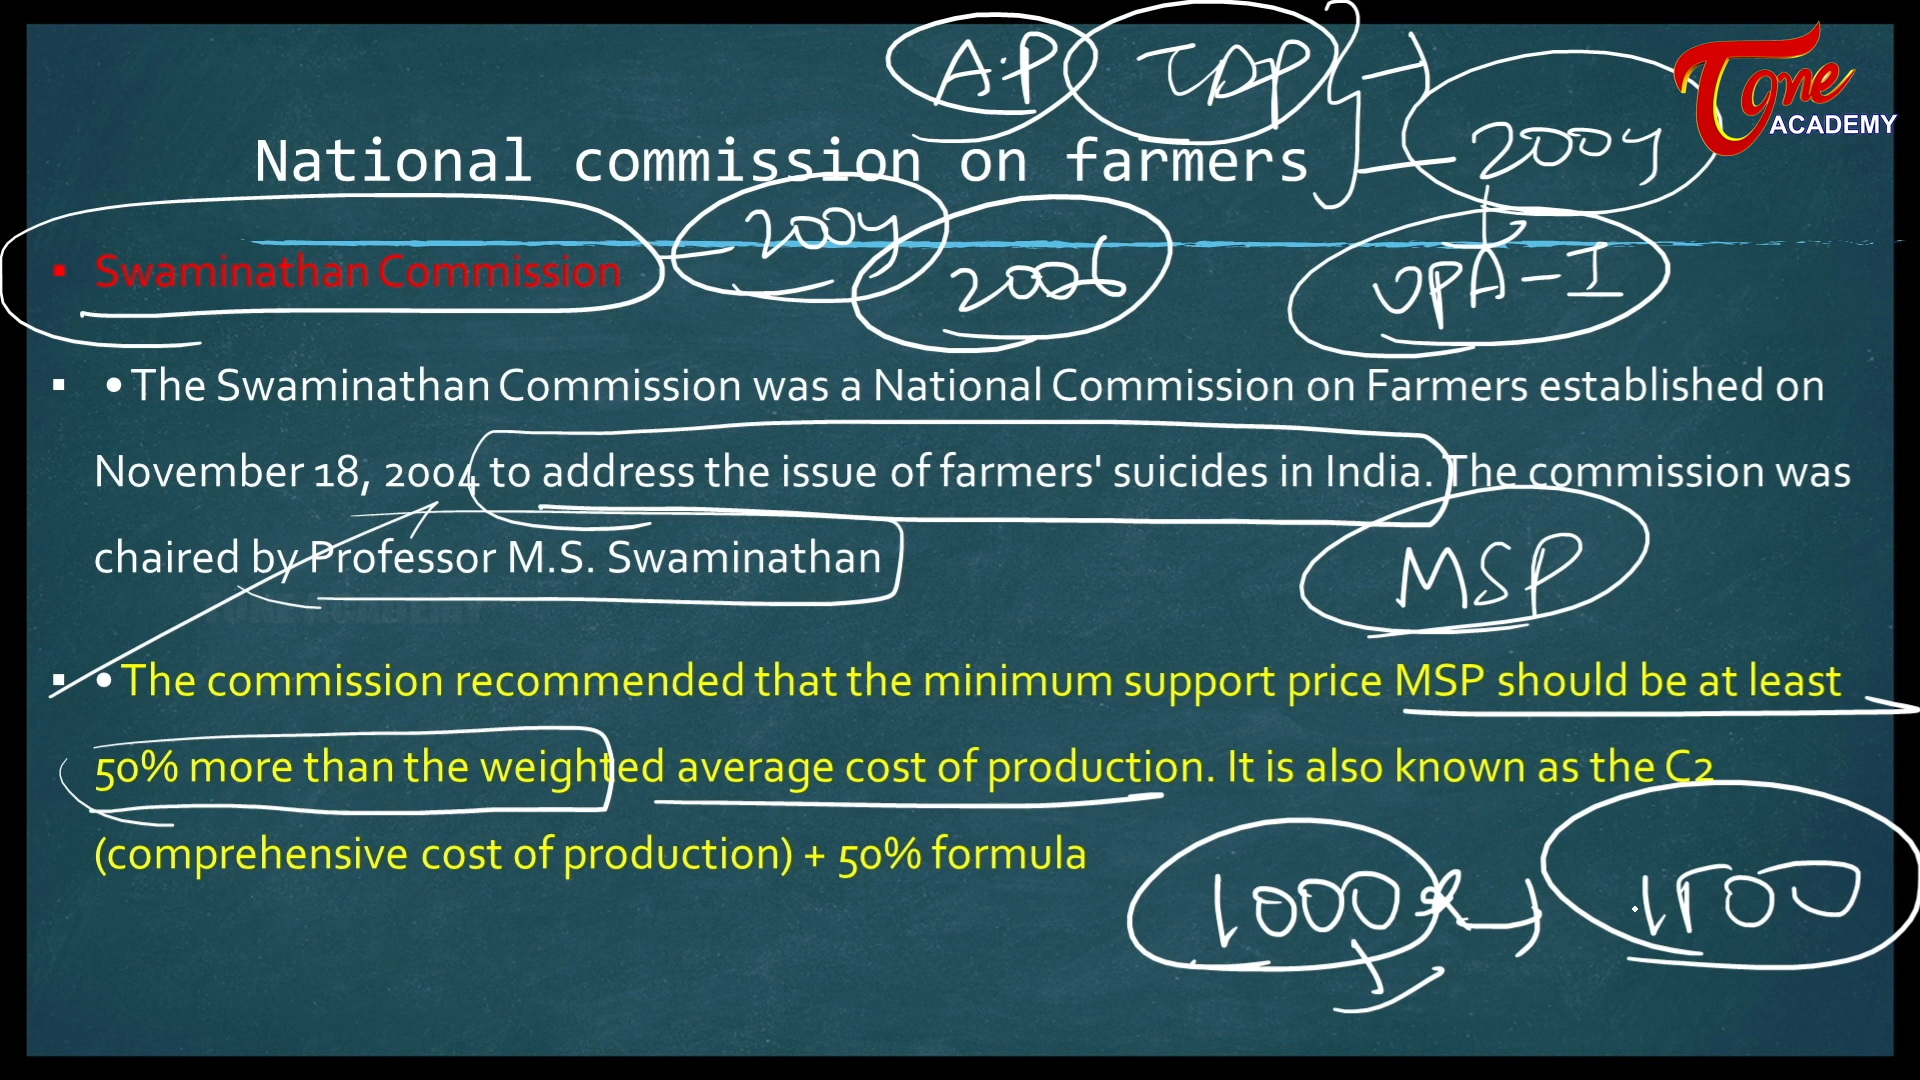 A.P TDP
Tone
ACADEMY
2004
National commission on farmers
2004
2006
UPA-I
▪ Swaminathan Commission
▪ • The Swaminathan Commission was a National Commission on Farmers established on
November 18, 2004 to address the issue of farmers' suicides in India. The commission was
chaired by Professor M.S. Swaminathan
MSP
TONE ACADEMY
▪ • The commission recommended that the minimum support price MSP should be at least
50% more than the weighted average cost of production. It is also known as the C2
(comprehensive cost of production) + 50% formula
1000
1500